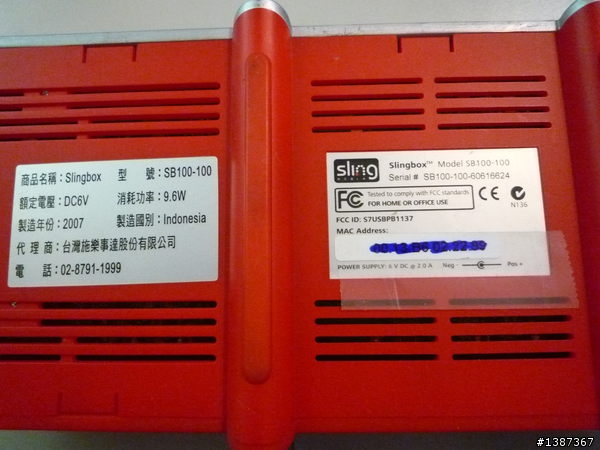 商品名稱：Slingbox 型 號：SB100-100
額定電壓：DC6V 消耗功率：9.6W
製造年份：2007 製造國別：Indonesia
代 理 商：台灣施樂事達股份有限公司
電 話：02-8791-1999
sling
MEDIA
Slingbox™ Model SB100-100
Serial # SB100-100-60616624
FC Tested to comply with FCC standards
FOR HOME OR OFFICE USE
CE
N136
FCC ID: S7USBPB1137
MAC Address:
POWER SUPPLY: 6 V DC @ 2.0 A Neg - Pos +
#1387367